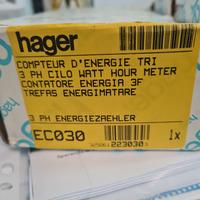 hager
COMPTEUR D'ENERGIE TRI
3 PH CILO WATT HOUR METER
CONTATORE ENERGIA 3F
TREFAS ENERGIMATARE
3 PH ENERGIEZAEHLER
EC030
1x
223030